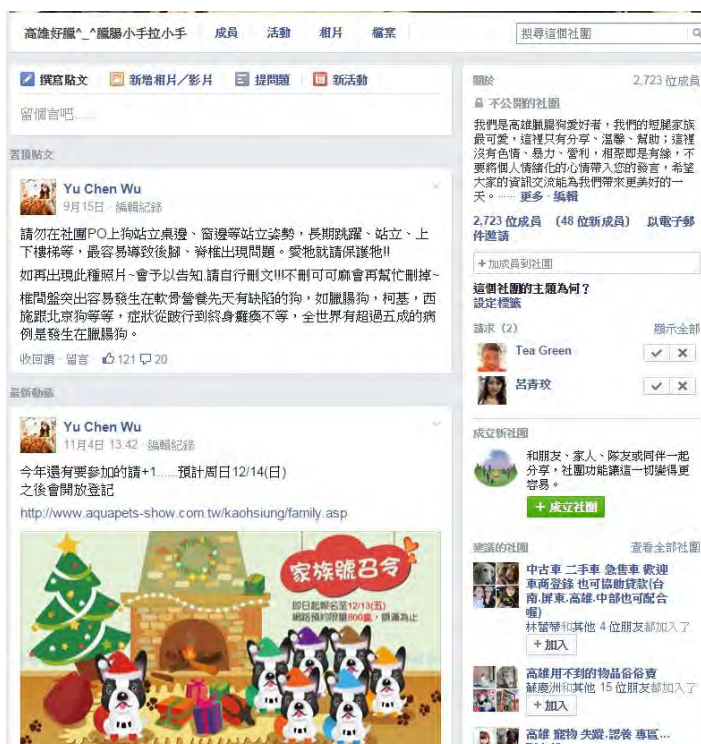 高雄好臘^_^臘腸小手拉小手 成員 活動 相片 檔案
搜尋這個社團
撰寫貼文 新增相片／影片 提問題 新活動
留個言吧......
置頂貼文
Yu Chen Wu
9月15日 · 編輯紀錄
請勿在社團PO上狗站立桌邊、窗邊等站立姿勢，長期跳躍、站立、上
下樓梯等，最容易導致後腳、脊椎出現問題。愛牠就請保護牠!!
如再出現此種照片~會予以告知.請自行刪文!!!不刪可可麻會再幫忙刪掉~
椎間盤突出容易發生在軟骨營養先天有缺陷的狗，如臘腸狗，柯基，西
施跟北京狗等等，症狀從跛行到終身癱瘓不等，全世界有超過五成的病
例是發生在臘腸狗。
收回讚 · 留言 · 121 20
最新動態
Yu Chen Wu
11月4日 13:42 · 編輯紀錄
今年還有要參加的請+1......預計周日12/14(日)
之後會開放登記
http://www.aquapets-show.com.tw/kaohsiung/family.asp
家族號召令
即日起報名至12/13(五)
網路預約限量800盒，額滿為止
關於 2,723 位成員
不公開的社團
我們是高雄臘腸狗愛好者，我們的短腿家族
最可愛，這裡只有分享、溫馨、幫助；這裡
沒有色情、暴力、營利，相聚即是有緣，不
要將個人情緒化的心情帶入您的發言，希望
大家的資訊交流能為我們帶來更美好的一
天。······ 更多 · 編輯
2,723 位成員 (48 位新成員) 以電子郵
件邀請
+加成員到社團
這個社團的主題為何？
設定標籤
請求 (2) 顯示全部
Tea Green
呂青玟
成立新社團
和朋友、家人、隊友或同伴一起
分享，社團功能讓這一切變得更
容易。
+ 成立社團
建議的社團 查看全部社團
中古車 二手車 急售車 歡迎
車商登錄 也可協助貸款(台
南.屏東.高雄.中部也可配合
喔)
和其他 4 位朋友都加入了
+加入
高雄用不到的物品俗俗賣
蘇慶洲和其他 15 位朋友都加入了
+加入
高雄 寵物 失蹤.認養 專區...